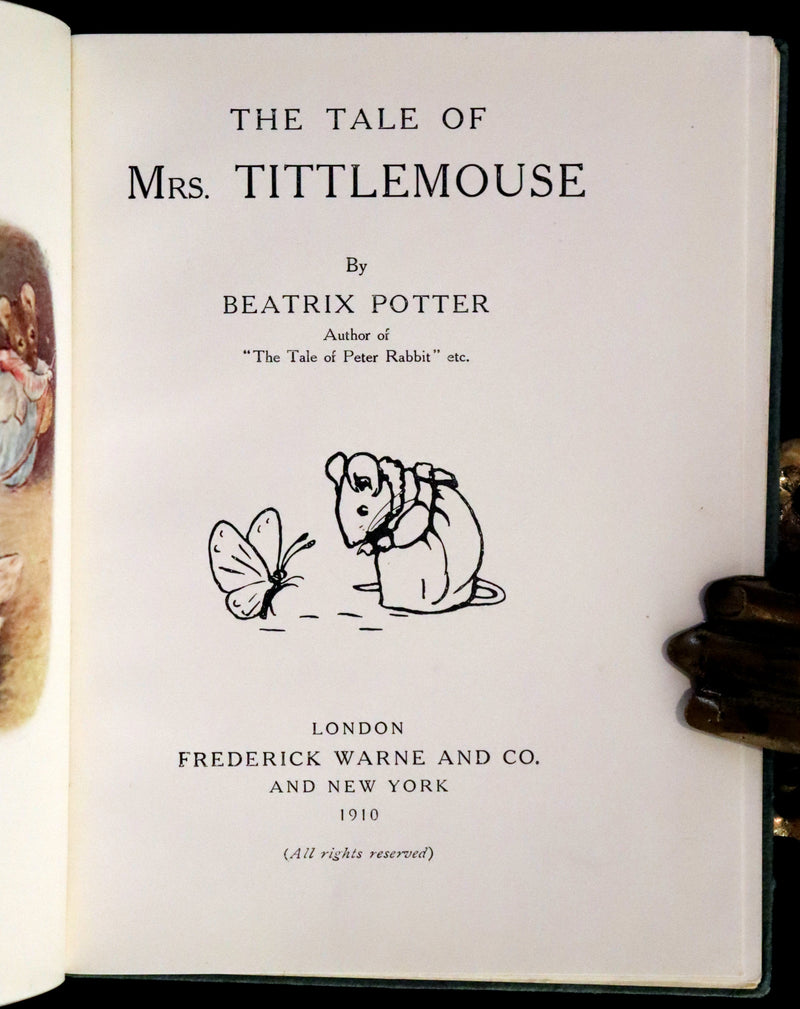 THE TALE OF
MRS. TITTLEMOUSE
By
BEATRIX POTTER
Author of
"The Tale of Peter Rabbit" etc.
LONDON
FREDERICK WARNE AND CO.
AND NEW YORK
1910
(All rights reserved)